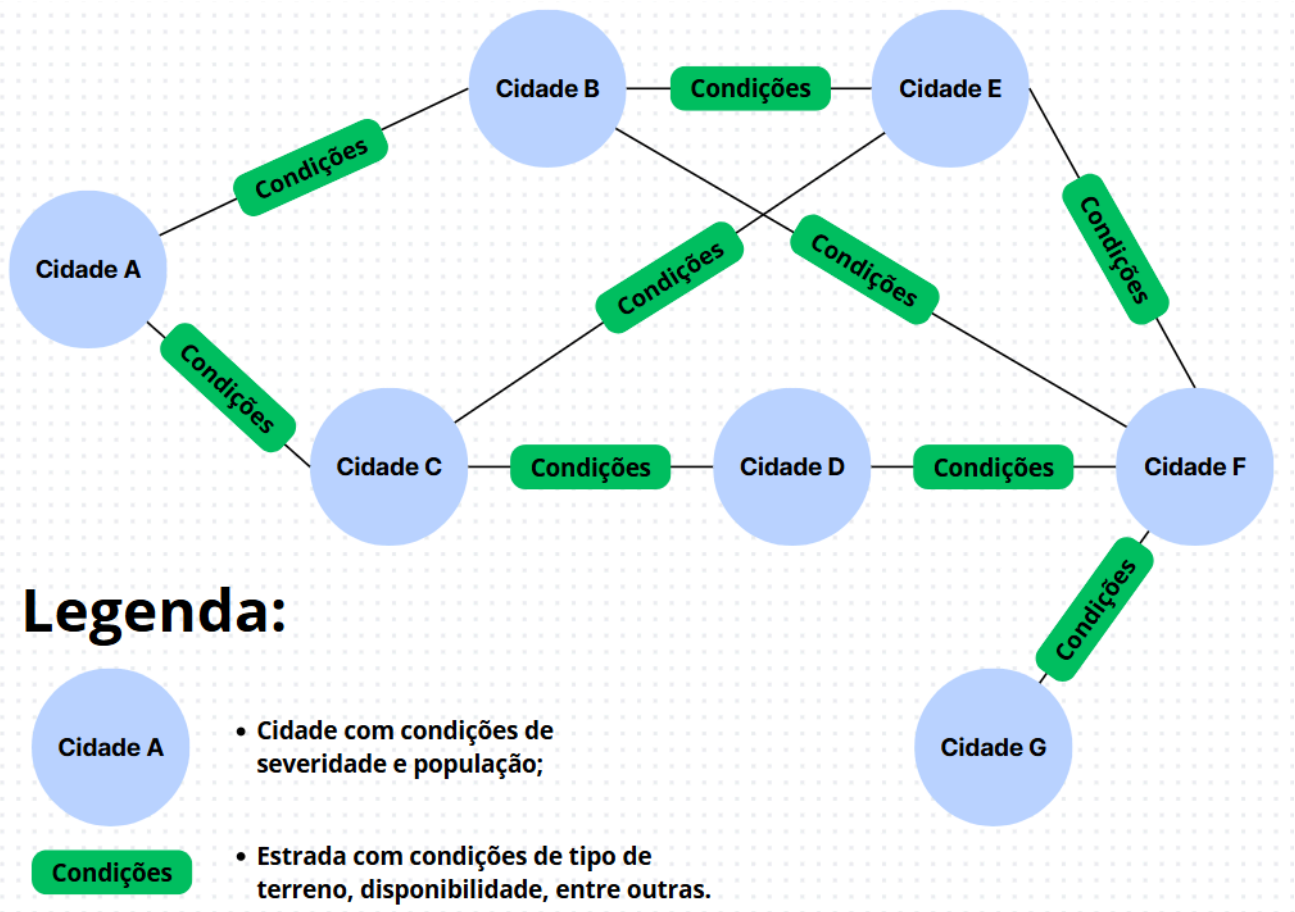 Cidade B
Condições
Cidade E
Condições
Condições
Cidade A
Condições
Condições
Condições
Cidade C
Condições
Cidade D
Condições
Cidade F
Condições
Legenda:
Cidade G
Cidade A
• Cidade com condições de
severidade e população;
Condições
• Estrada com condições de tipo de
terreno, disponibilidade, entre outras.